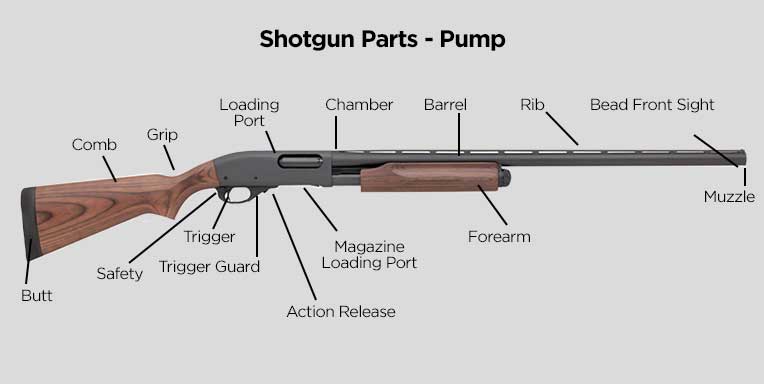 Shotgun Parts - Pump
Loading
Port
Chamber
Barrel
Rib
Bead Front Sight
Comb
Grip
Muzzle
Trigger
Magazine
Loading Port
Forearm
Safety
Trigger Guard
Butt
Action Release